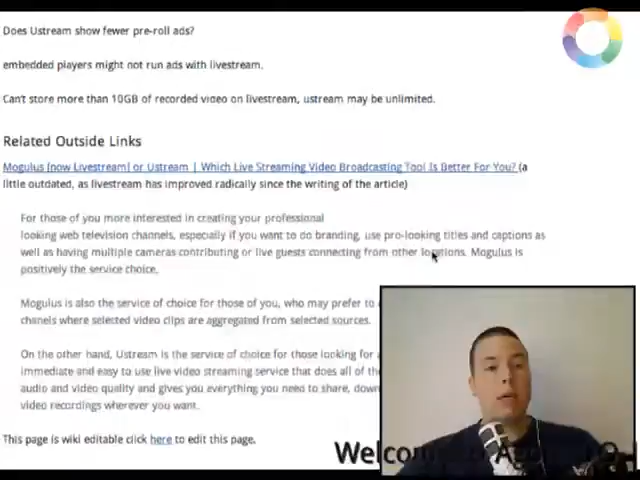 Does Ustream show fewer pre-roll ads?
embedded players might not run ads with livestream.
Can't store more than 10GB of recorded video on livestream, ustream may be unlimited.
Related Outside Links
Mogulus [now Livestream] or Ustream | Which Live Streaming Video Broadcasting Tool Is Better For You? (a
little outdated, as livestream has improved radically since the writing of the article)
For those of you more interested in creating your professional
looking web television channels, especially if you want to do branding, use pro-looking titles and captions as
well as having multiple cameras contributing or live guests connecting from other locations. Mogulus is
positively the service choice.
Mogulus is also the service of choice for those of you, who may prefer to
chanels where selected video clips are aggregated from selected sources.
On the other hand, Ustream is the service of choice for those looking for
immediate and easy to use live video streaming service that does all of the
audio and video quality and gives you everything you need to share, down
video recordings wherever you want.
This page is wiki editable click here to edit this page.